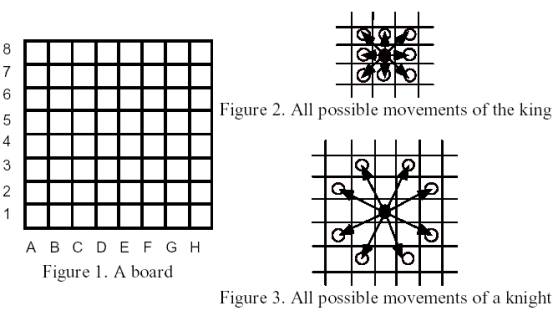 8
7
6
5
4
3
2
1
A B C D E F G H
Figure 1. A board
Figure 2. All possible movements of the king
Figure 3. All possible movements of a knight